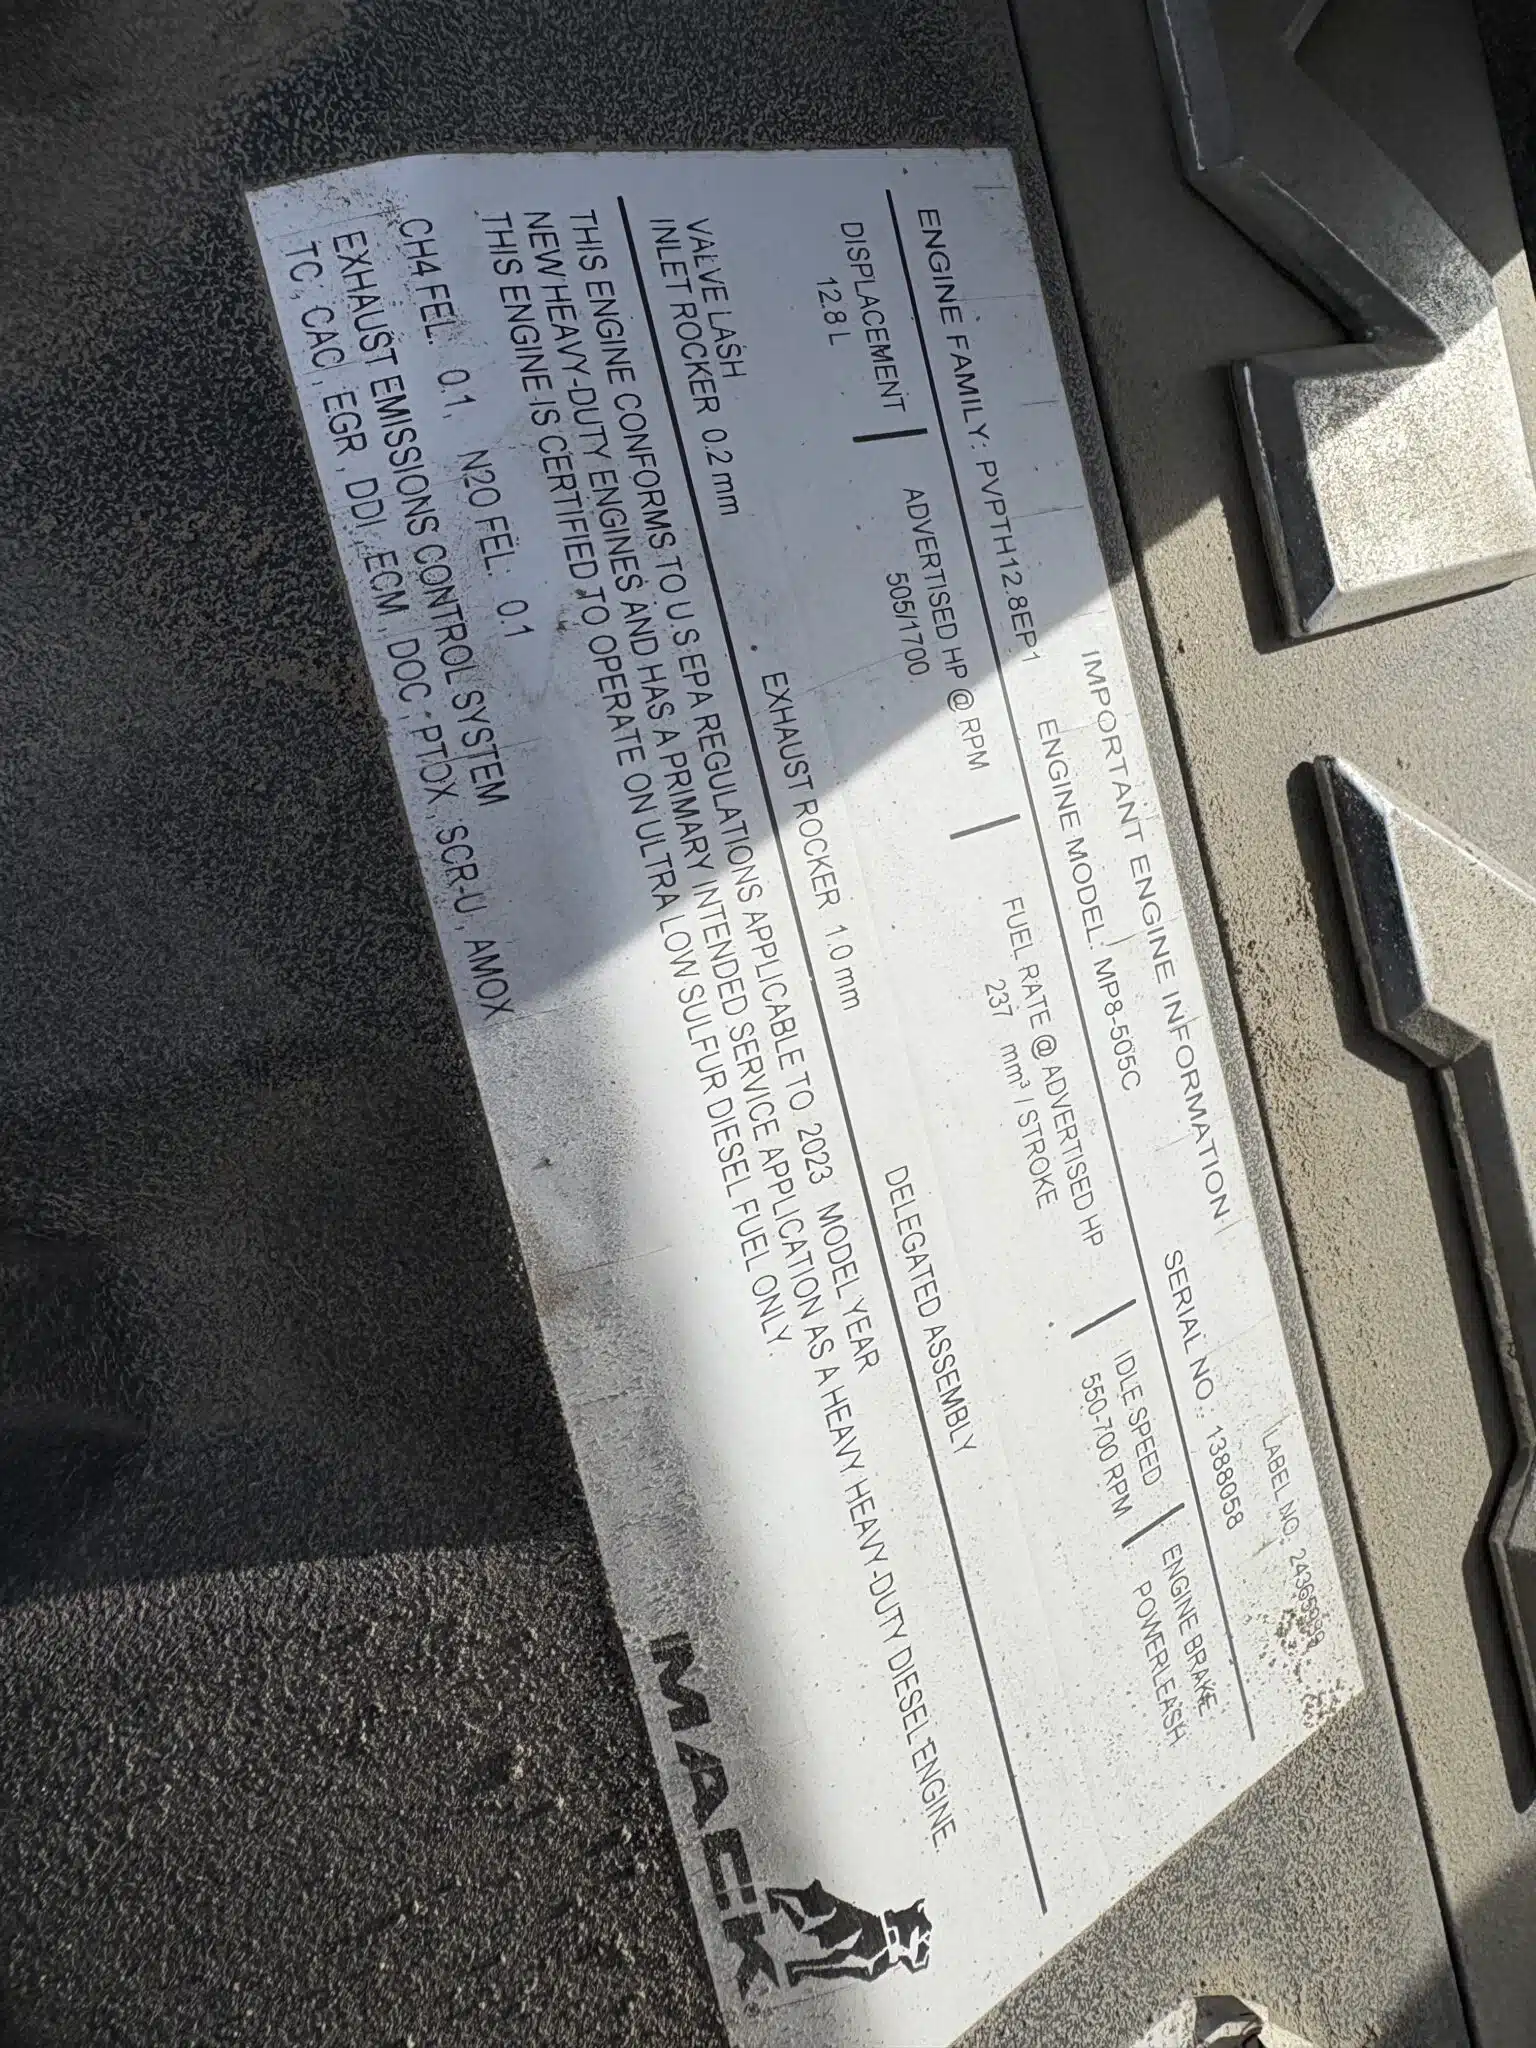 LABEL NO. 24365999
IMPORTANT ENGINE INFORMATION
ENGINE FAMILY: PVPTH12.8EP1 ENGINE MODEL: MP8-505C SERIAL NO.: 1388058
DISPLACEMENT ADVERTISED HP @ RPM FUEL RATE @ ADVERTISED HP IDLE SPEED ENGINE BRAKE
12.8 L 505/1700 237 mm³ / STROKE 550-700 RPM POWERLEASH
VALVE LASH
INLET ROCKER 0.2 mm EXHAUST ROCKER 1.0 mm DELEGATED ASSEMBLY
THIS ENGINE CONFORMS TO U S EPA REGULATIONS APPLICABLE TO 2023 MODEL YEAR
NEW HEAVY-DUTY ENGINES AND HAS A PRIMARY INTENDED SERVICE APPLICATION AS A HEAVY HEAVY-DUTY DIESEL ENGINE.
THIS ENGINE IS CERTIFIED TO OPERATE ON ULTRA LOW SULFUR DIESEL FUEL ONLY.
CH4 FEL: 0.1, N20 FEL: 0.1
EXHAUST EMISSIONS CONTROL SYSTEM
TC, CAC, EGR, DDI, ECM, DOC, PTOX, SCR-U, AMOX
MACK